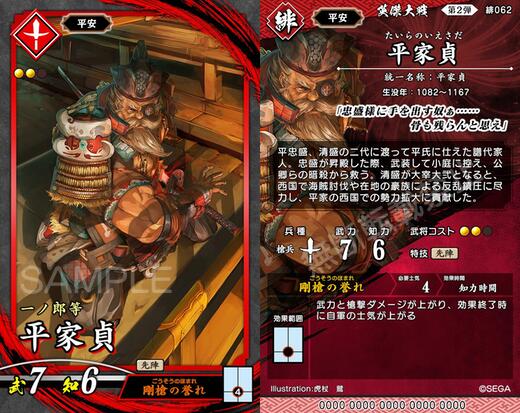 平安
SAMPLE
一ノ郎等
平家貞
先陣
武7 知6
ごうそうのほまれ
剛槍の誉れ
4
緋
平安
英傑大戦
第2弾
緋062
たいらのいえさだ
平家貞
統一名称：平家貞
生没年：1082～1167
「忠盛様に手を出す奴ぁ……
骨も残らんと思え」
平忠盛、清盛の二代に渡って平氏に仕えた譜代家
人。忠盛が昇殿した際、武装して小庭に控え、公
卿らの暗殺から救う。清盛が大宰大弐となると、
西国で海賊討伐や在地の豪族による反乱鎮圧に尽
力し、平家の西国での勢力拡大に貢献した。
兵種 武力 知力 武将コスト
槍兵 7 6 特技 先陣
ごうそうのほまれ
剛槍の誉れ
必要士気
4
効果時間
知力時間
効果範囲
武力と槍撃ダメージが上がり、効果終了時
に自軍の士気が上がる
Illustration:虎杖 鼈
©SEGA
0000-0000-0000-0000-0000